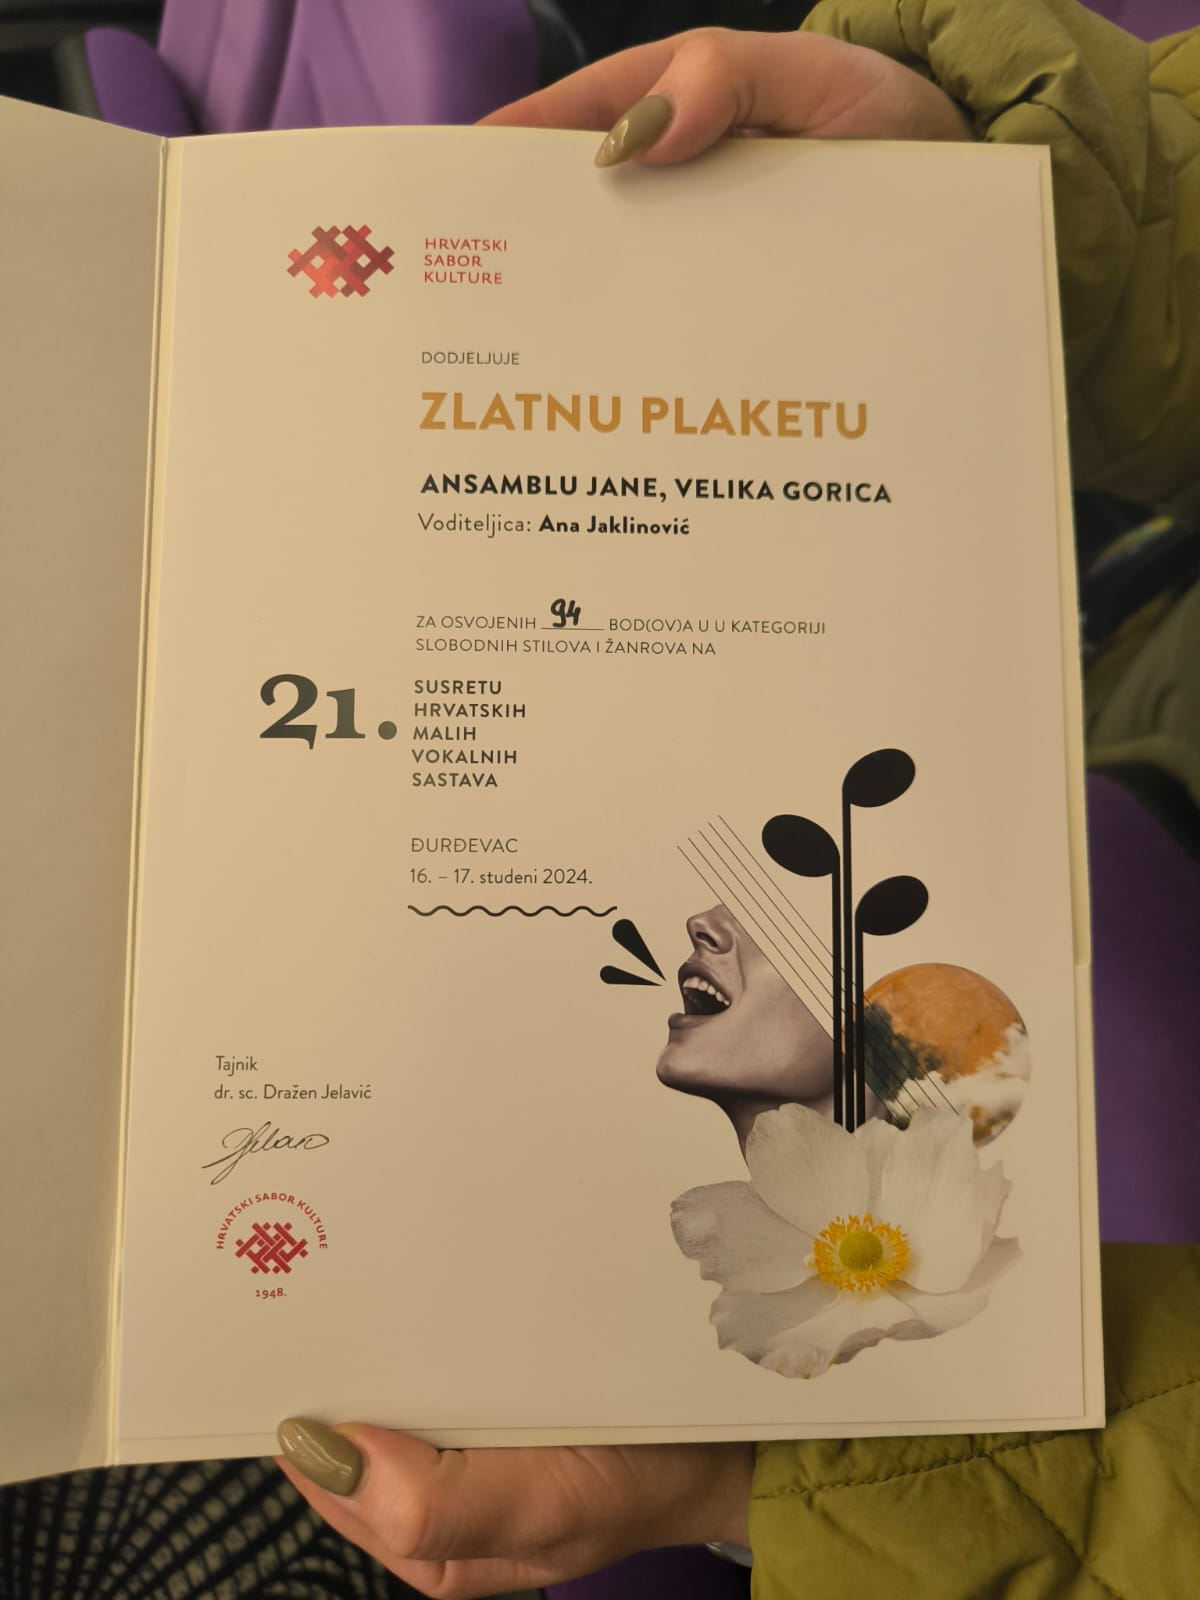 HRVATSKI
SABOR
KULTURE
DODJELJUJE
ZLATNU PLAKETU
ANSAMBLU JANE, VELIKA GORICA
Voditeljica: Ana Jaklinović
ZA OSVOJENIH 94 BOD(OV)A U U KATEGORIJI
SLOBODNIH STILOVA I ŽANROVA NA
21.
SUSRETU
HRVATSKIH
MALIH
VOKALNIH
SASTAVA
ĐURĐEVAC
16. – 17. studeni 2024.
Tajnik
dr. sc. Dražen Jelavić
HRVATSKI SABOR KULTURE
1948.